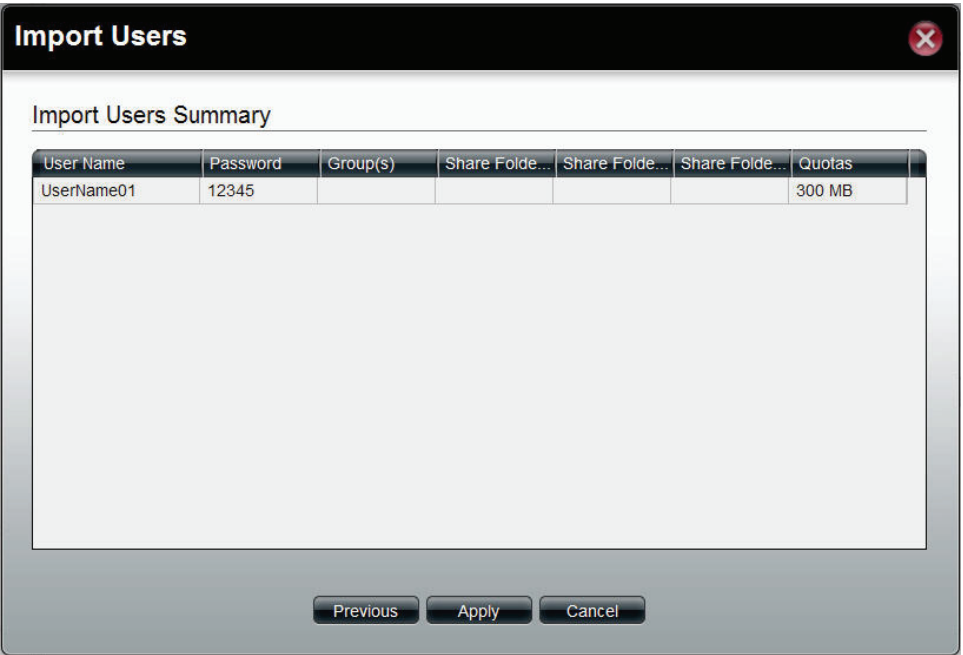 Import Users
Import Users Summary
User Name Password Group(s) Share Folde... Share Folde... Share Folde... Quotas
UserName01 12345 300 MB
Previous Apply Cancel